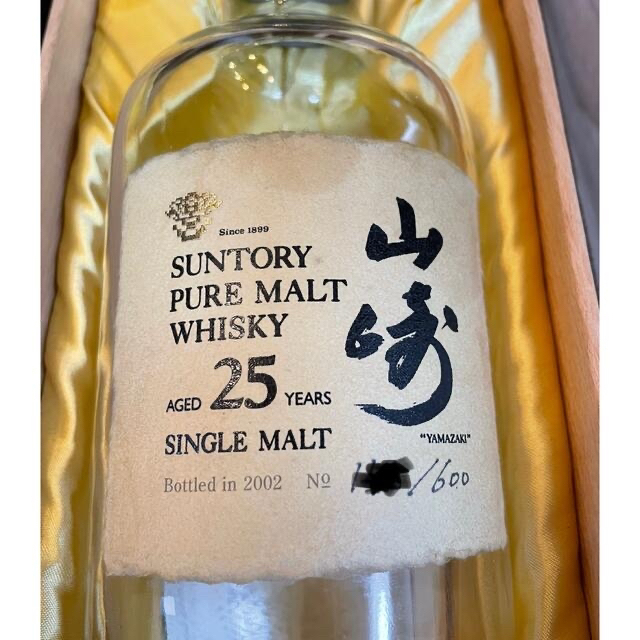 Since 1899
SUNTORY
PURE MALT
WHISKY
AGED 25 YEARS
SINGLE MALT
山崎
"YAMAZAKI"
Bottled in 2002 No /600